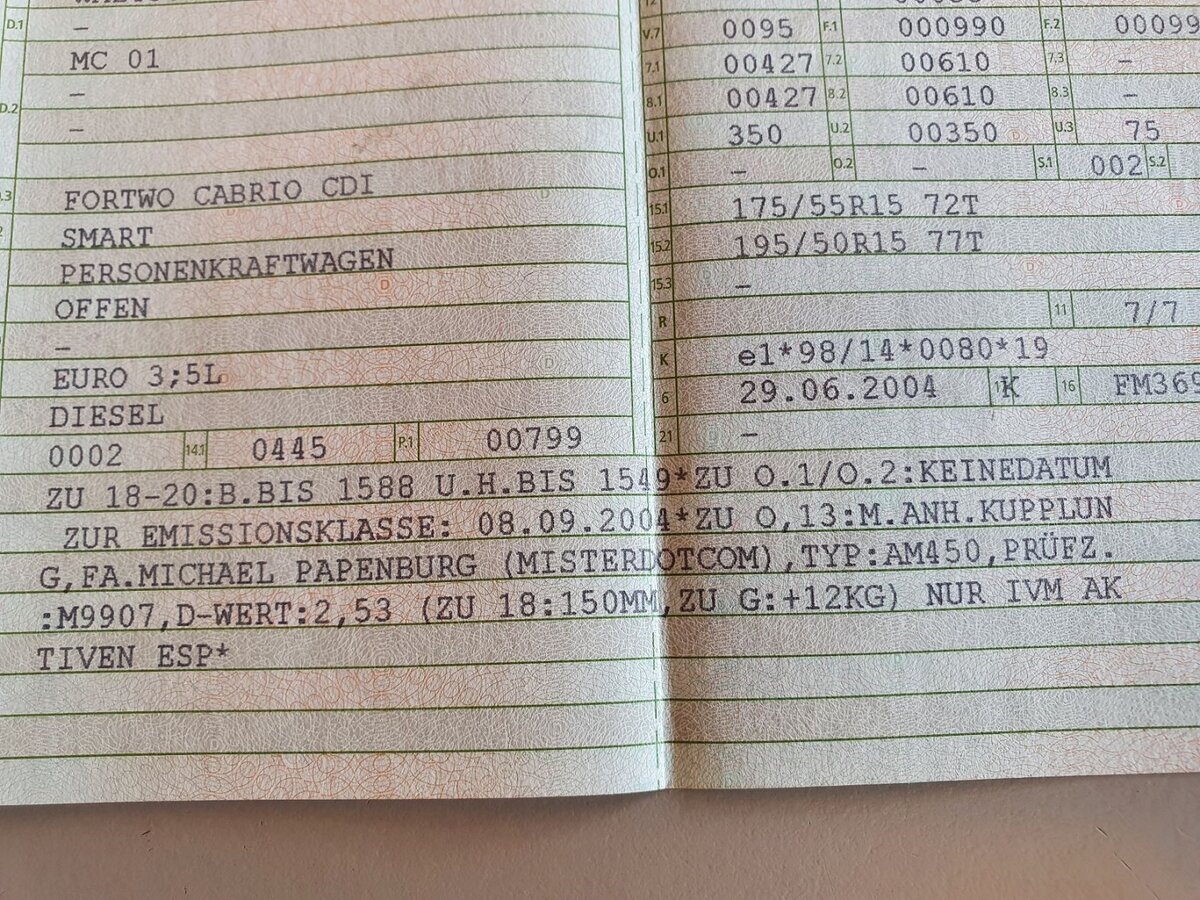 D.1 –
MC 01
D.2 –
–
FORTWO CABRIO CDI
SMART
PERSONENKRAFTWAGEN
OFFEN
–
EURO 3;5L
DIESEL
0002 14.1 0445 P.1 00799
V.7 0095 F.1 000990 F.2
7.1 00427 7.2 00610 7.3 –
8.1 00427 8.2 00610 8.3 –
U.1 350 U.2 00350 U.3 75
O.1 – O.2 – S.1 002 S.2
15.1 175/55R15 72T
15.2 195/50R15 77T
15.3 –
R 11 7/7
K e1*98/14*0080*19
6 29.06.2004 K 16 FM369
21 –
ZU 18-20:B.BIS 1588 U.H.BIS 1549*ZU O.1/O.2:KEINEDATUM
ZUR EMISSIONSKLASSE: 08.09.2004*ZU O,13:M.ANH.KUPPLUN
G,FA.MICHAEL PAPENBURG (MISTERDOTCOM),TYP:AM450,PRÜFZ.
:M9907,D-WERT:2,53 (ZU 18:150MM,ZU G:+12KG) NUR IVM AK
TIVEN ESP*